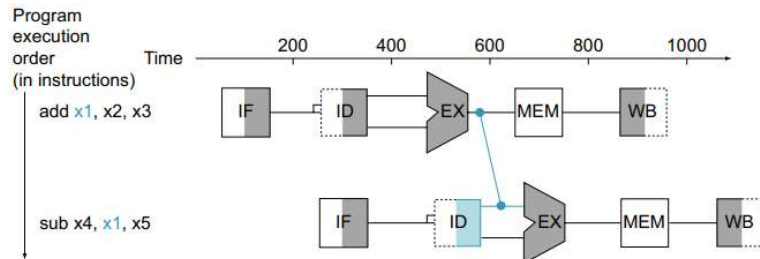 Program
execution
order
(in instructions)
Time
200 400 600 800 1000
add x1, x2, x3
IF ID EX MEM WB
sub x4, x1, x5
IF ID EX MEM WB